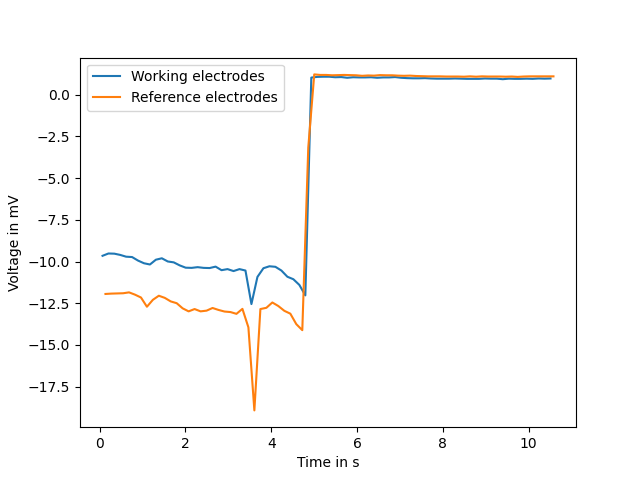 Working electrodes
Reference electrodes
0.0
−2.5
−5.0
−7.5
−10.0
−12.5
−15.0
−17.5
Voltage in mV
0 2 4 6 8 10
Time in s